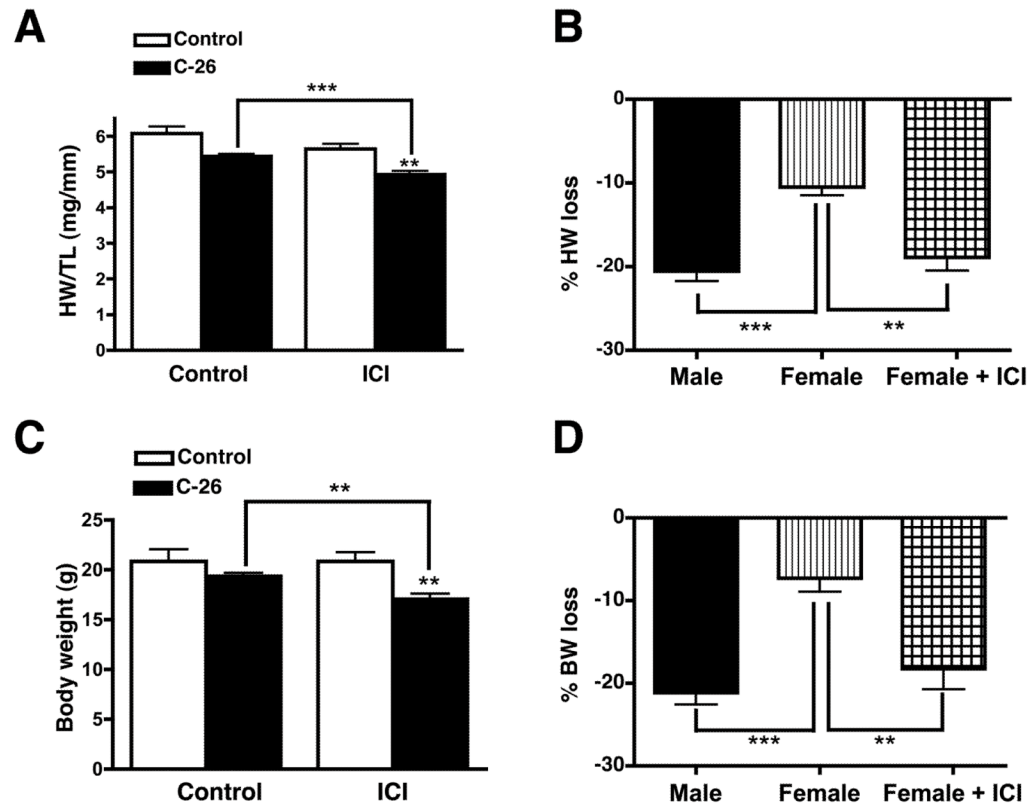 A
Control
C-26
***
**
HW/TL (mg/mm)
6
5
4
3
2
1
0
Control ICI
B
0
-10
-20
-30
% HW loss
*** **
Male Female Female + ICI
C
Control
C-26
**
**
Body weight (g)
25
20
15
10
5
0
Control ICI
D
0
-10
-20
-30
% BW loss
*** **
Male Female Female + ICI